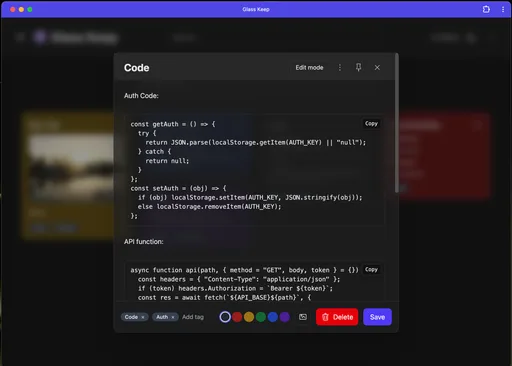 Glass Keep
Glass Keep
Code
Edit mode
Auth Code:
Copy
const getAuth = () => {
try {
return JSON.parse(localStorage.getItem(AUTH_KEY) || "null");
} catch {
return null;
}
};
const setAuth = (obj) => {
if (obj) localStorage.setItem(AUTH_KEY, JSON.stringify(obj));
else localStorage.removeItem(AUTH_KEY);
};
API function:
Copy
async function api(path, { method = "GET", body, token } = {})
const headers = { "Content-Type": "application/json" };
if (token) headers.Authorization = `Bearer ${token}`;
const res = await fetch(`${API_BASE}${path}`, {
Code × Auth × Add tag
Delete
Save